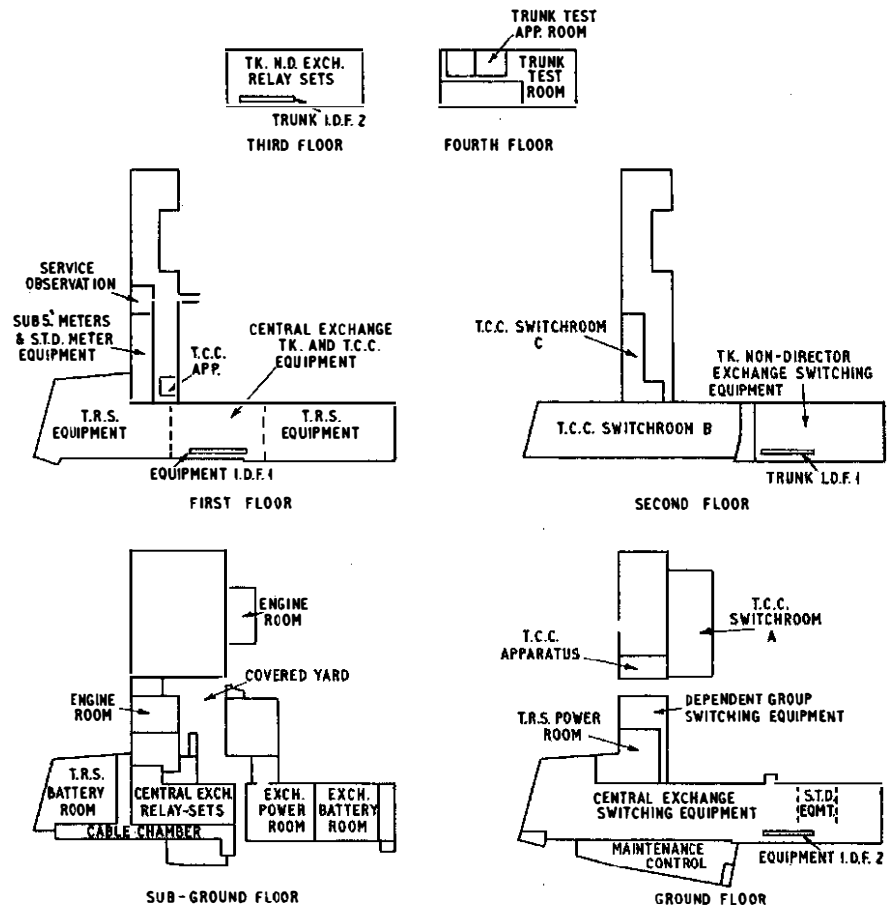 TK. N.D. EXCH.
RELAY SETS
TRUNK I.D.F. 2
THIRD FLOOR
TRUNK TEST
APP. ROOM
TRUNK
TEST
ROOM
FOURTH FLOOR
SERVICE
OBSERVATION
SUBS.' METERS
& S.T.D. METER
EQUIPMENT
T.C.C.
APP.
CENTRAL EXCHANGE
TK. AND T.C.C.
EQUIPMENT
T.R.S.
EQUIPMENT
T.R.S.
EQUIPMENT
EQUIPMENT I.D.F. 1
FIRST FLOOR
T.C.C. SWITCHROOM
C
TK. NON-DIRECTOR
EXCHANGE SWITCHING
EQUIPMENT
T.C.C. SWITCHROOM B
TRUNK I.D.F. 1
SECOND FLOOR
ENGINE
ROOM
COVERED YARD
ENGINE
ROOM
T.R.S.
BATTERY
ROOM
CENTRAL EXCH.
RELAY-SETS
EXCH.
POWER
ROOM
EXCH.
BATTERY
ROOM
CABLE CHAMBER
SUB-GROUND FLOOR
T.C.C.
SWITCHROOM
A
T.C.C.
APPARATUS
DEPENDENT GROUP
SWITCHING EQUIPMENT
T.R.S. POWER
ROOM
CENTRAL EXCHANGE
SWITCHING EQUIPMENT
S.T.D.
EQMT.
MAINTENANCE
CONTROL
EQUIPMENT I.D.F. 2
GROUND FLOOR